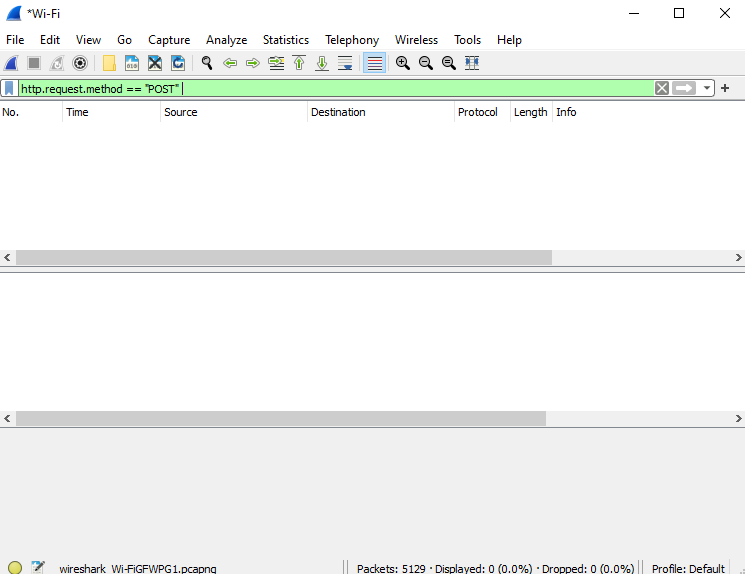 *Wi-Fi
File Edit View Go Capture Analyze Statistics Telephony Wireless Tools Help
http.request.method == "POST"
No. Time Source Destination Protocol Length Info
wireshark_Wi-FiGFWPG1.pcapng Packets: 5129 · Displayed: 0 (0.0%) · Dropped: 0 (0.0%) Profile: Default